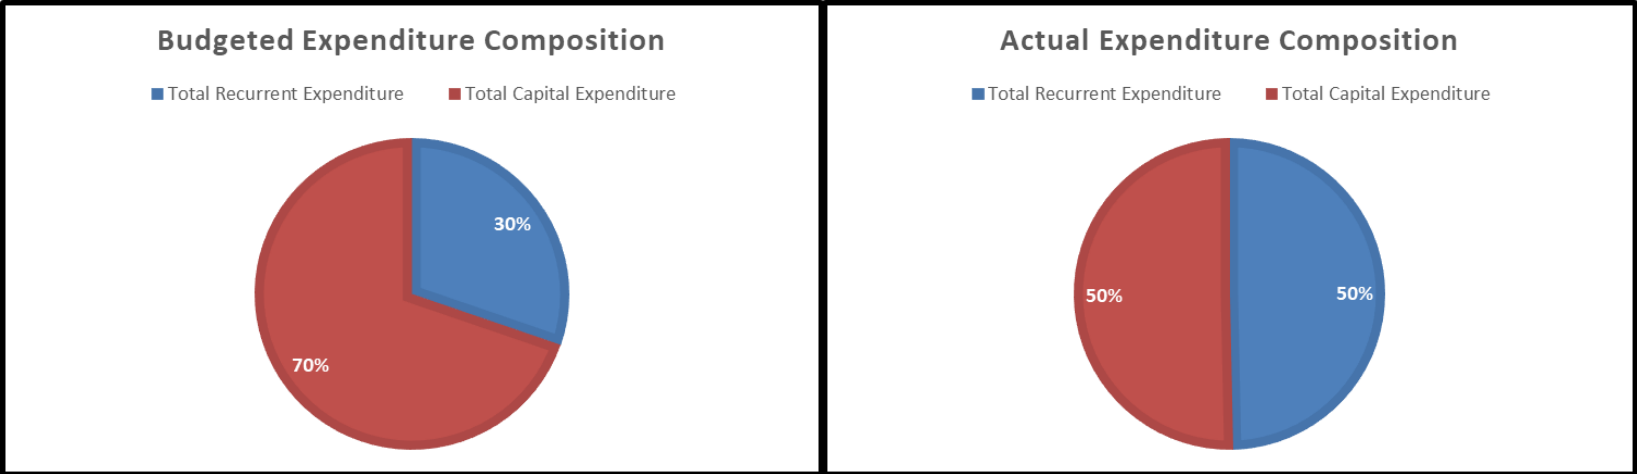 Budgeted Expenditure Composition
Total Recurrent Expenditure Total Capital Expenditure
30%
70%
Actual Expenditure Composition
Total Recurrent Expenditure Total Capital Expenditure
50% 50%